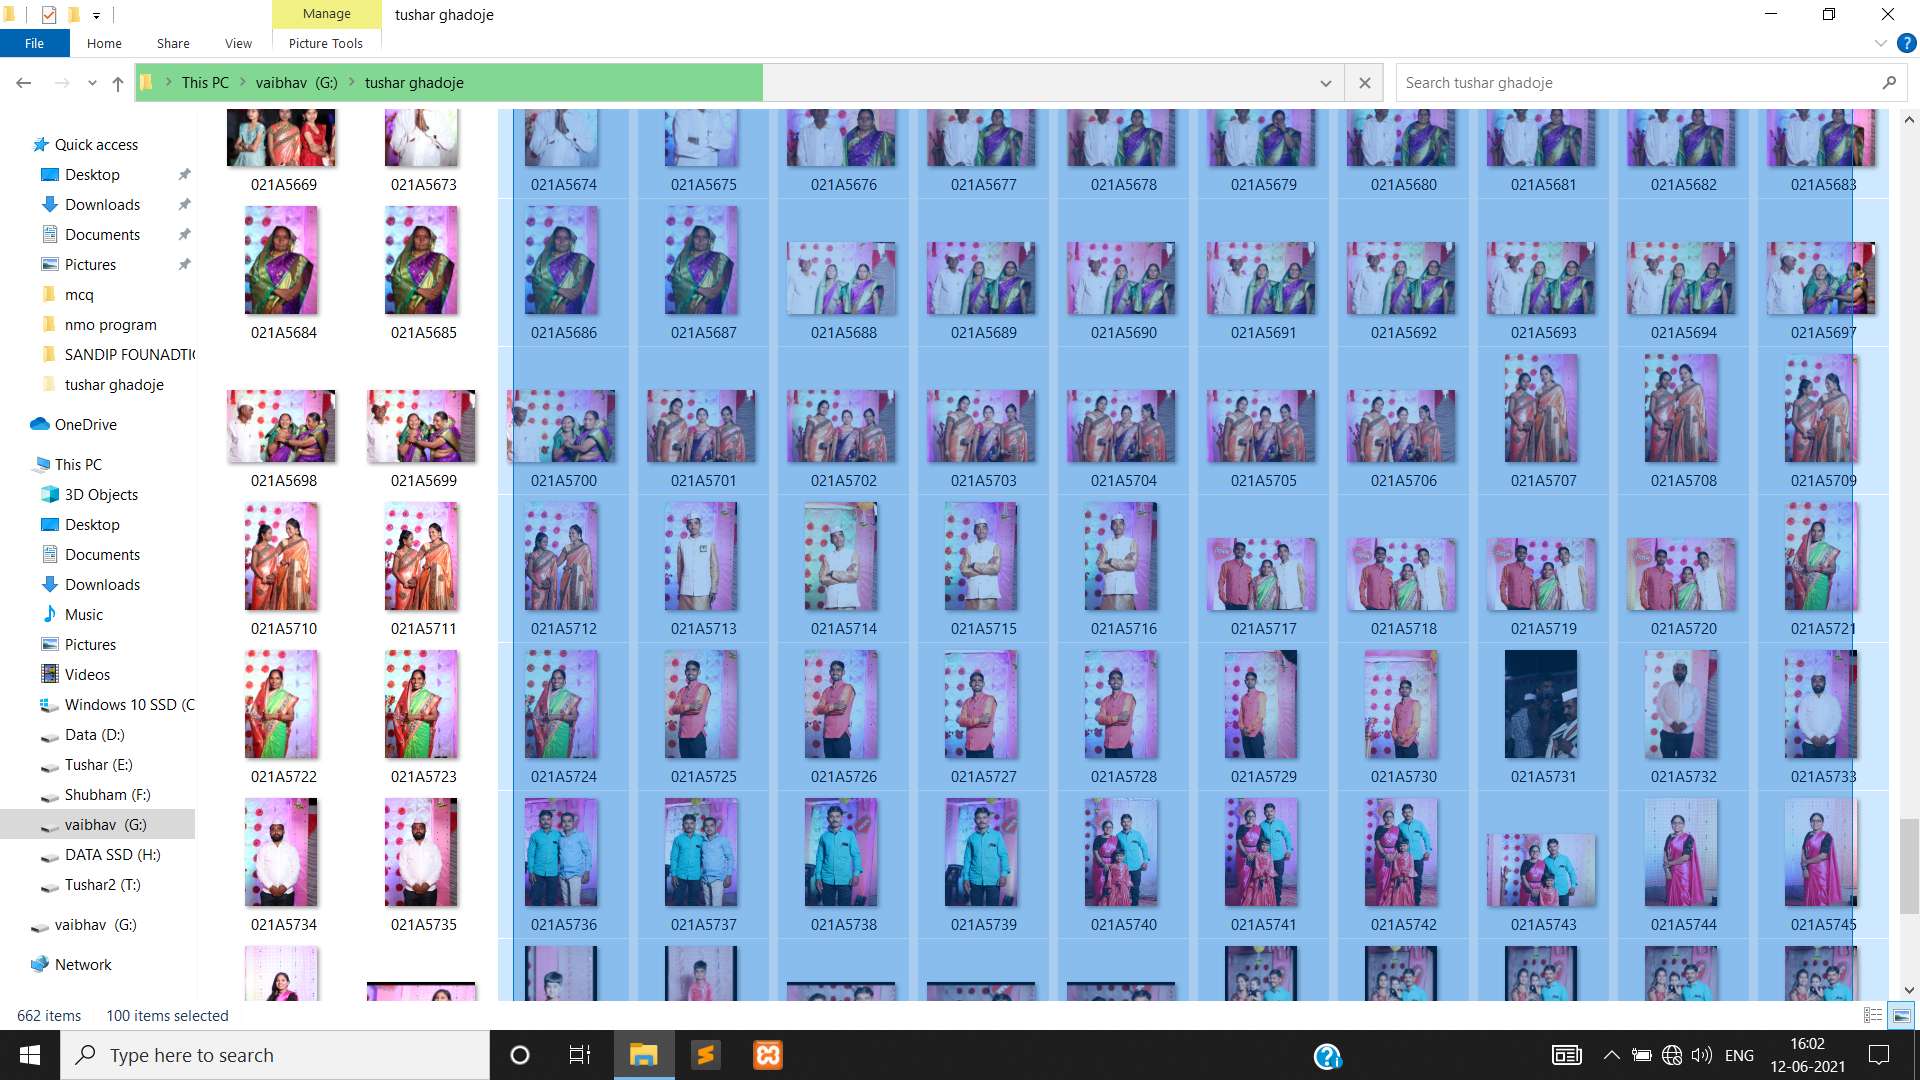 Manage
tushar ghadoje
File
Home
Share
View
Picture Tools
This PC
vaibhav (G:)
tushar ghadoje
Search tushar ghadoje
Quick access
Desktop
Downloads
Documents
Pictures
mcq
nmo program
SANDIP FOUNADTIO
tushar ghadoje
OneDrive
This PC
3D Objects
Desktop
Documents
Downloads
Music
Pictures
Videos
Windows 10 SSD (C
Data (D:)
Tushar (E:)
Shubham (F:)
vaibhav (G:)
DATA SSD (H:)
Tushar2 (T:)
vaibhav (G:)
Network
021A5669 021A5673 021A5674 021A5675 021A5676 021A5677 021A5678 021A5679 021A5680 021A5681 021A5682 021A5683
021A5684 021A5685 021A5686 021A5687 021A5688 021A5689 021A5690 021A5691 021A5692 021A5693 021A5694 021A5697
021A5698 021A5699 021A5700 021A5701 021A5702 021A5703 021A5704 021A5705 021A5706 021A5707 021A5708 021A5709
021A5710 021A5711 021A5712 021A5713 021A5714 021A5715 021A5716 021A5717 021A5718 021A5719 021A5720 021A5721
021A5722 021A5723 021A5724 021A5725 021A5726 021A5727 021A5728 021A5729 021A5730 021A5731 021A5732 021A5733
021A5734 021A5735 021A5736 021A5737 021A5738 021A5739 021A5740 021A5741 021A5742 021A5743 021A5744 021A5745
662 items
100 items selected
Type here to search
ENG
16:02
12-06-2021